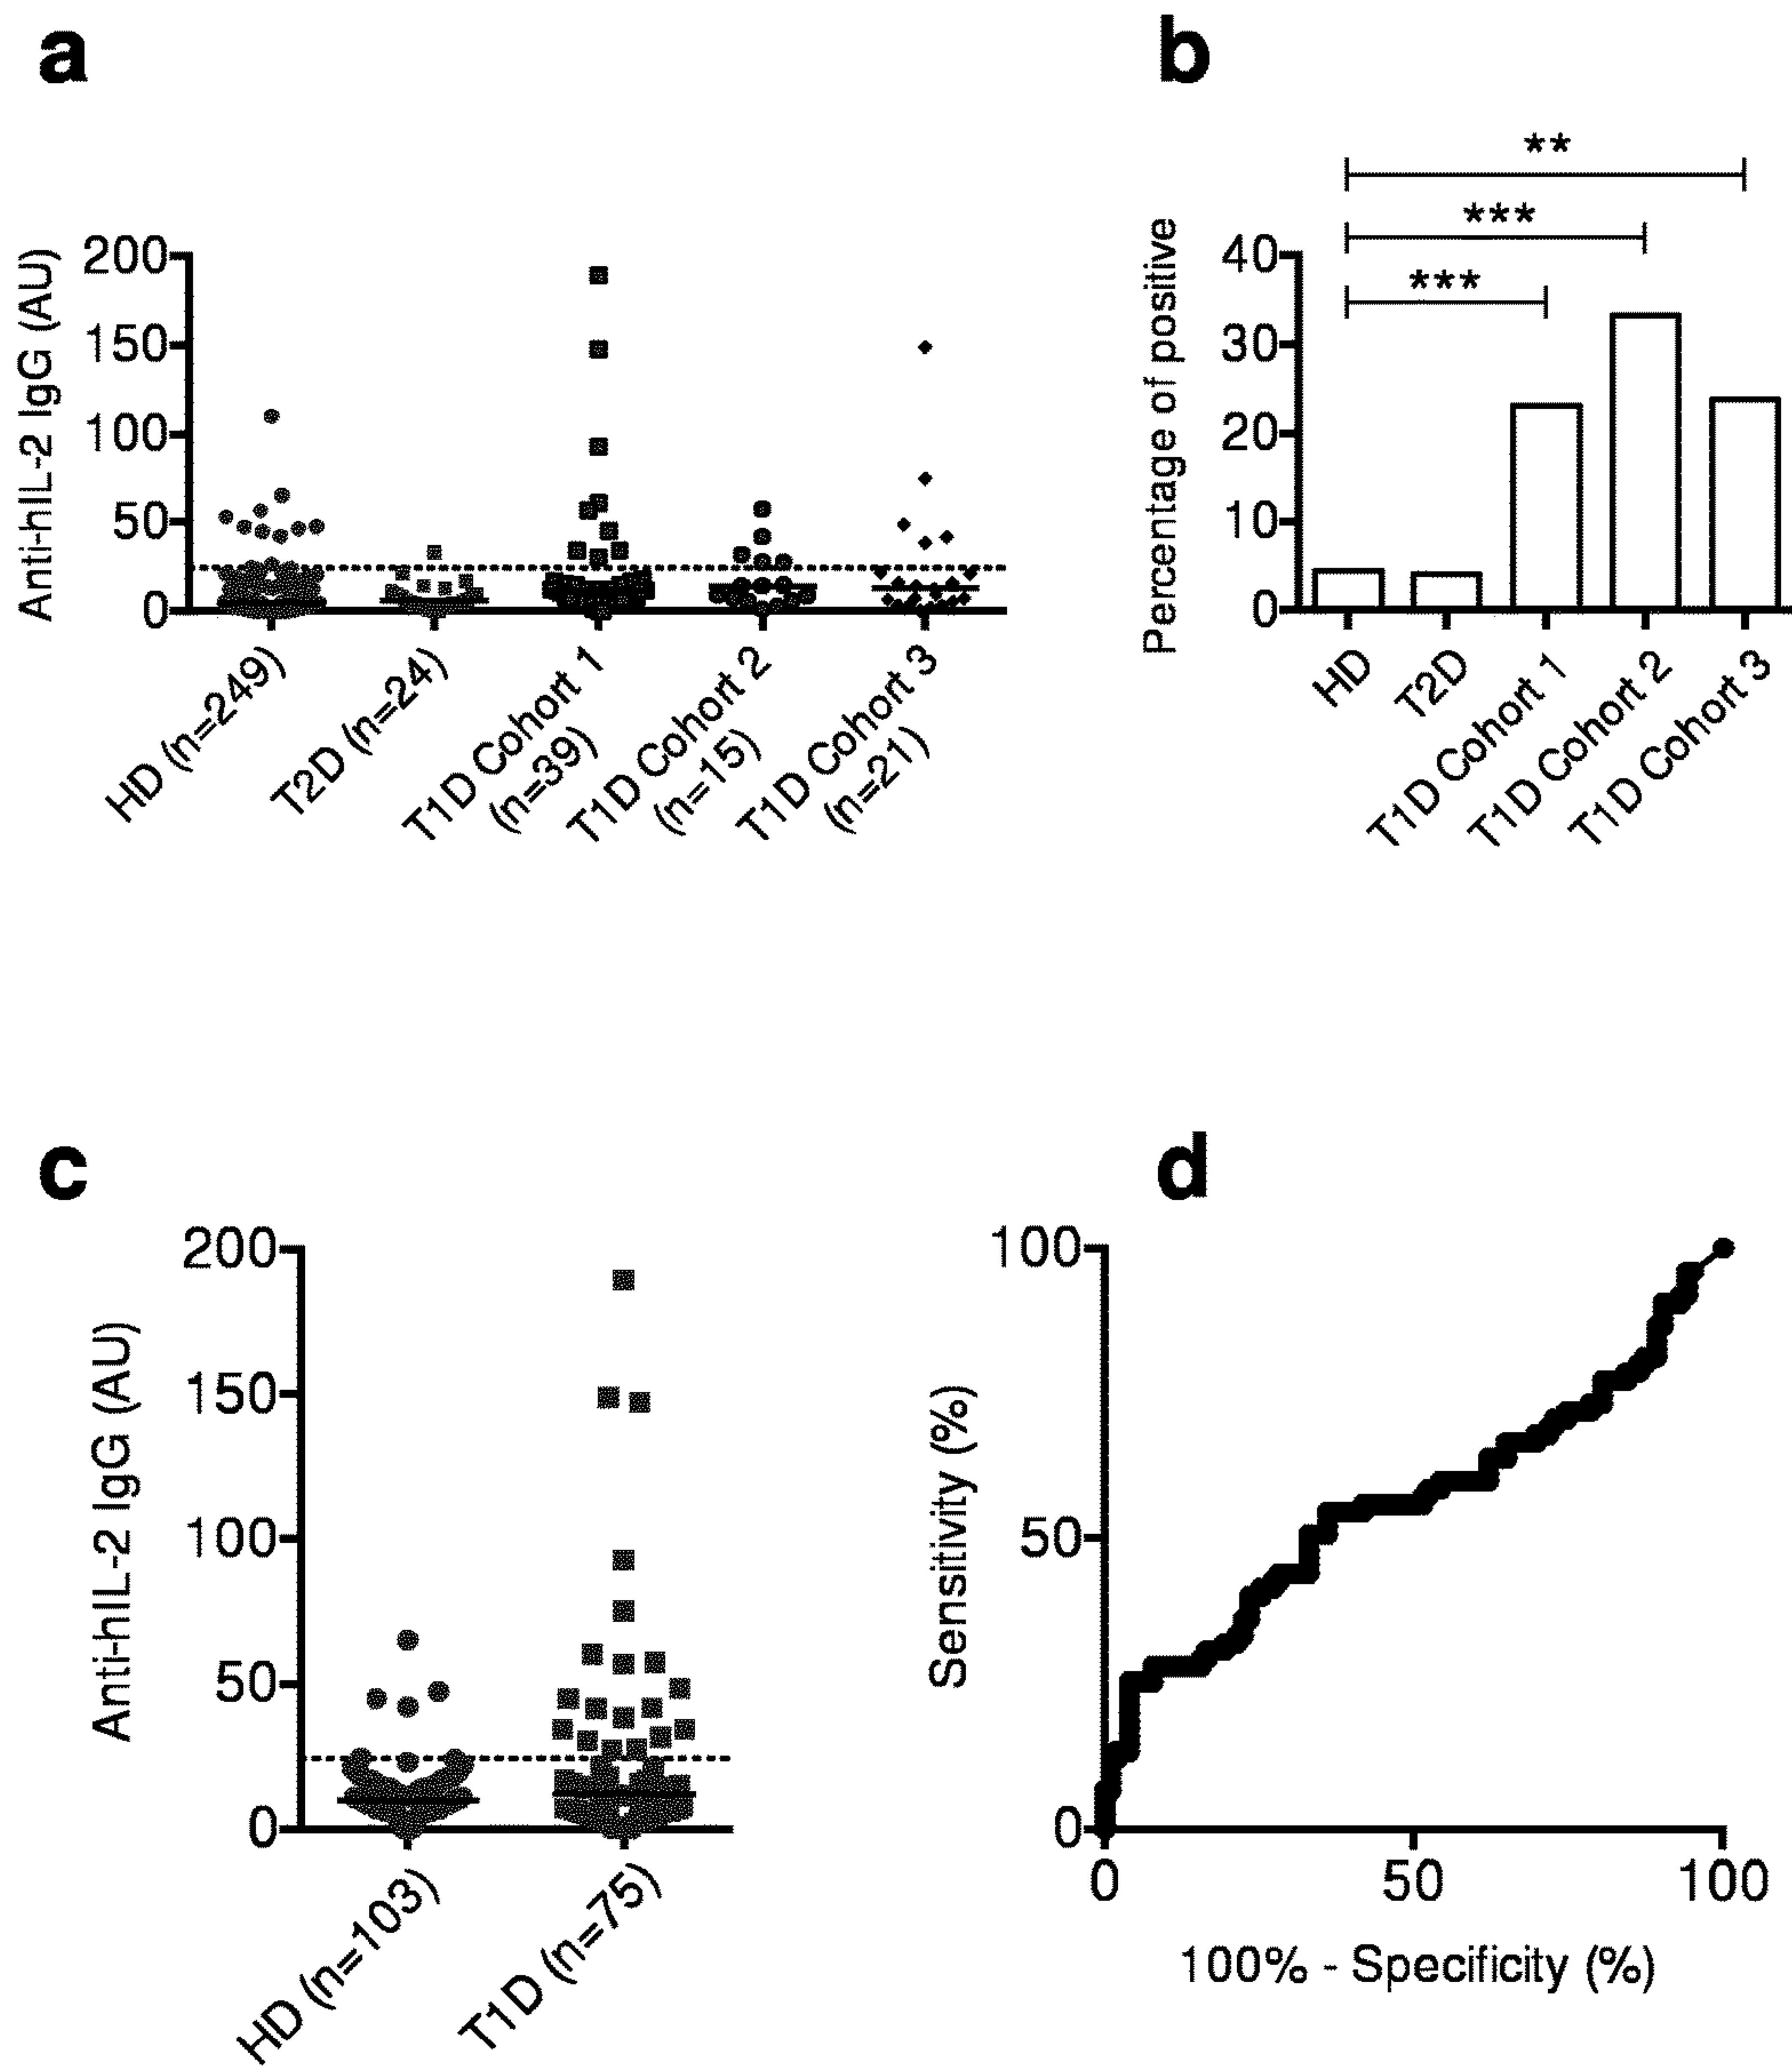 a
Anti-hIL-2 IgG (AU)
200
150
100
50
0
HD (n=249)
T2D (n=24)
T1D Cohort 1
(n=39)
T1D Cohort 2
(n=15)
T1D Cohort 3
(n=21)
b
Percentage of positive
**
***
***
40
30
20
10
0
HD
T2D
T1D Cohort 1
T1D Cohort 2
T1D Cohort 3
c
Anti-hIL-2 IgG (AU)
200
150
100
50
0
HD (n=103)
T1D (n=75)
d
Sensitivity (%)
100
50
0
0
50
100
100% - Specificity (%)